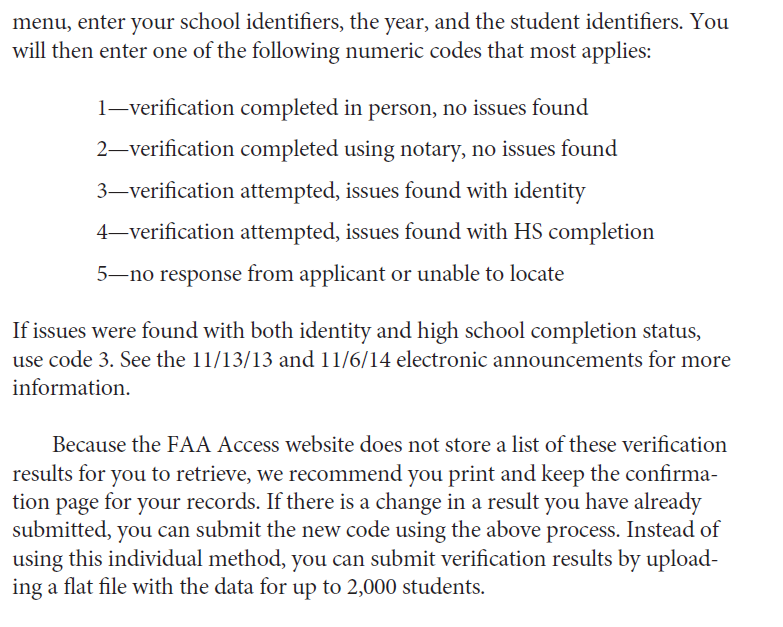 menu, enter your school identifiers, the year, and the student identifiers. You
will then enter one of the following numeric codes that most applies:
1—verification completed in person, no issues found
2—verification completed using notary, no issues found
3—verification attempted, issues found with identity
4—verification attempted, issues found with HS completion
5—no response from applicant or unable to locate
If issues were found with both identity and high school completion status,
use code 3. See the 11/13/13 and 11/6/14 electronic announcements for more
information.
Because the FAA Access website does not store a list of these verification
results for you to retrieve, we recommend you print and keep the confirma-
tion page for your records. If there is a change in a result you have already
submitted, you can submit the new code using the above process. Instead of
using this individual method, you can submit verification results by upload-
ing a flat file with the data for up to 2,000 students.